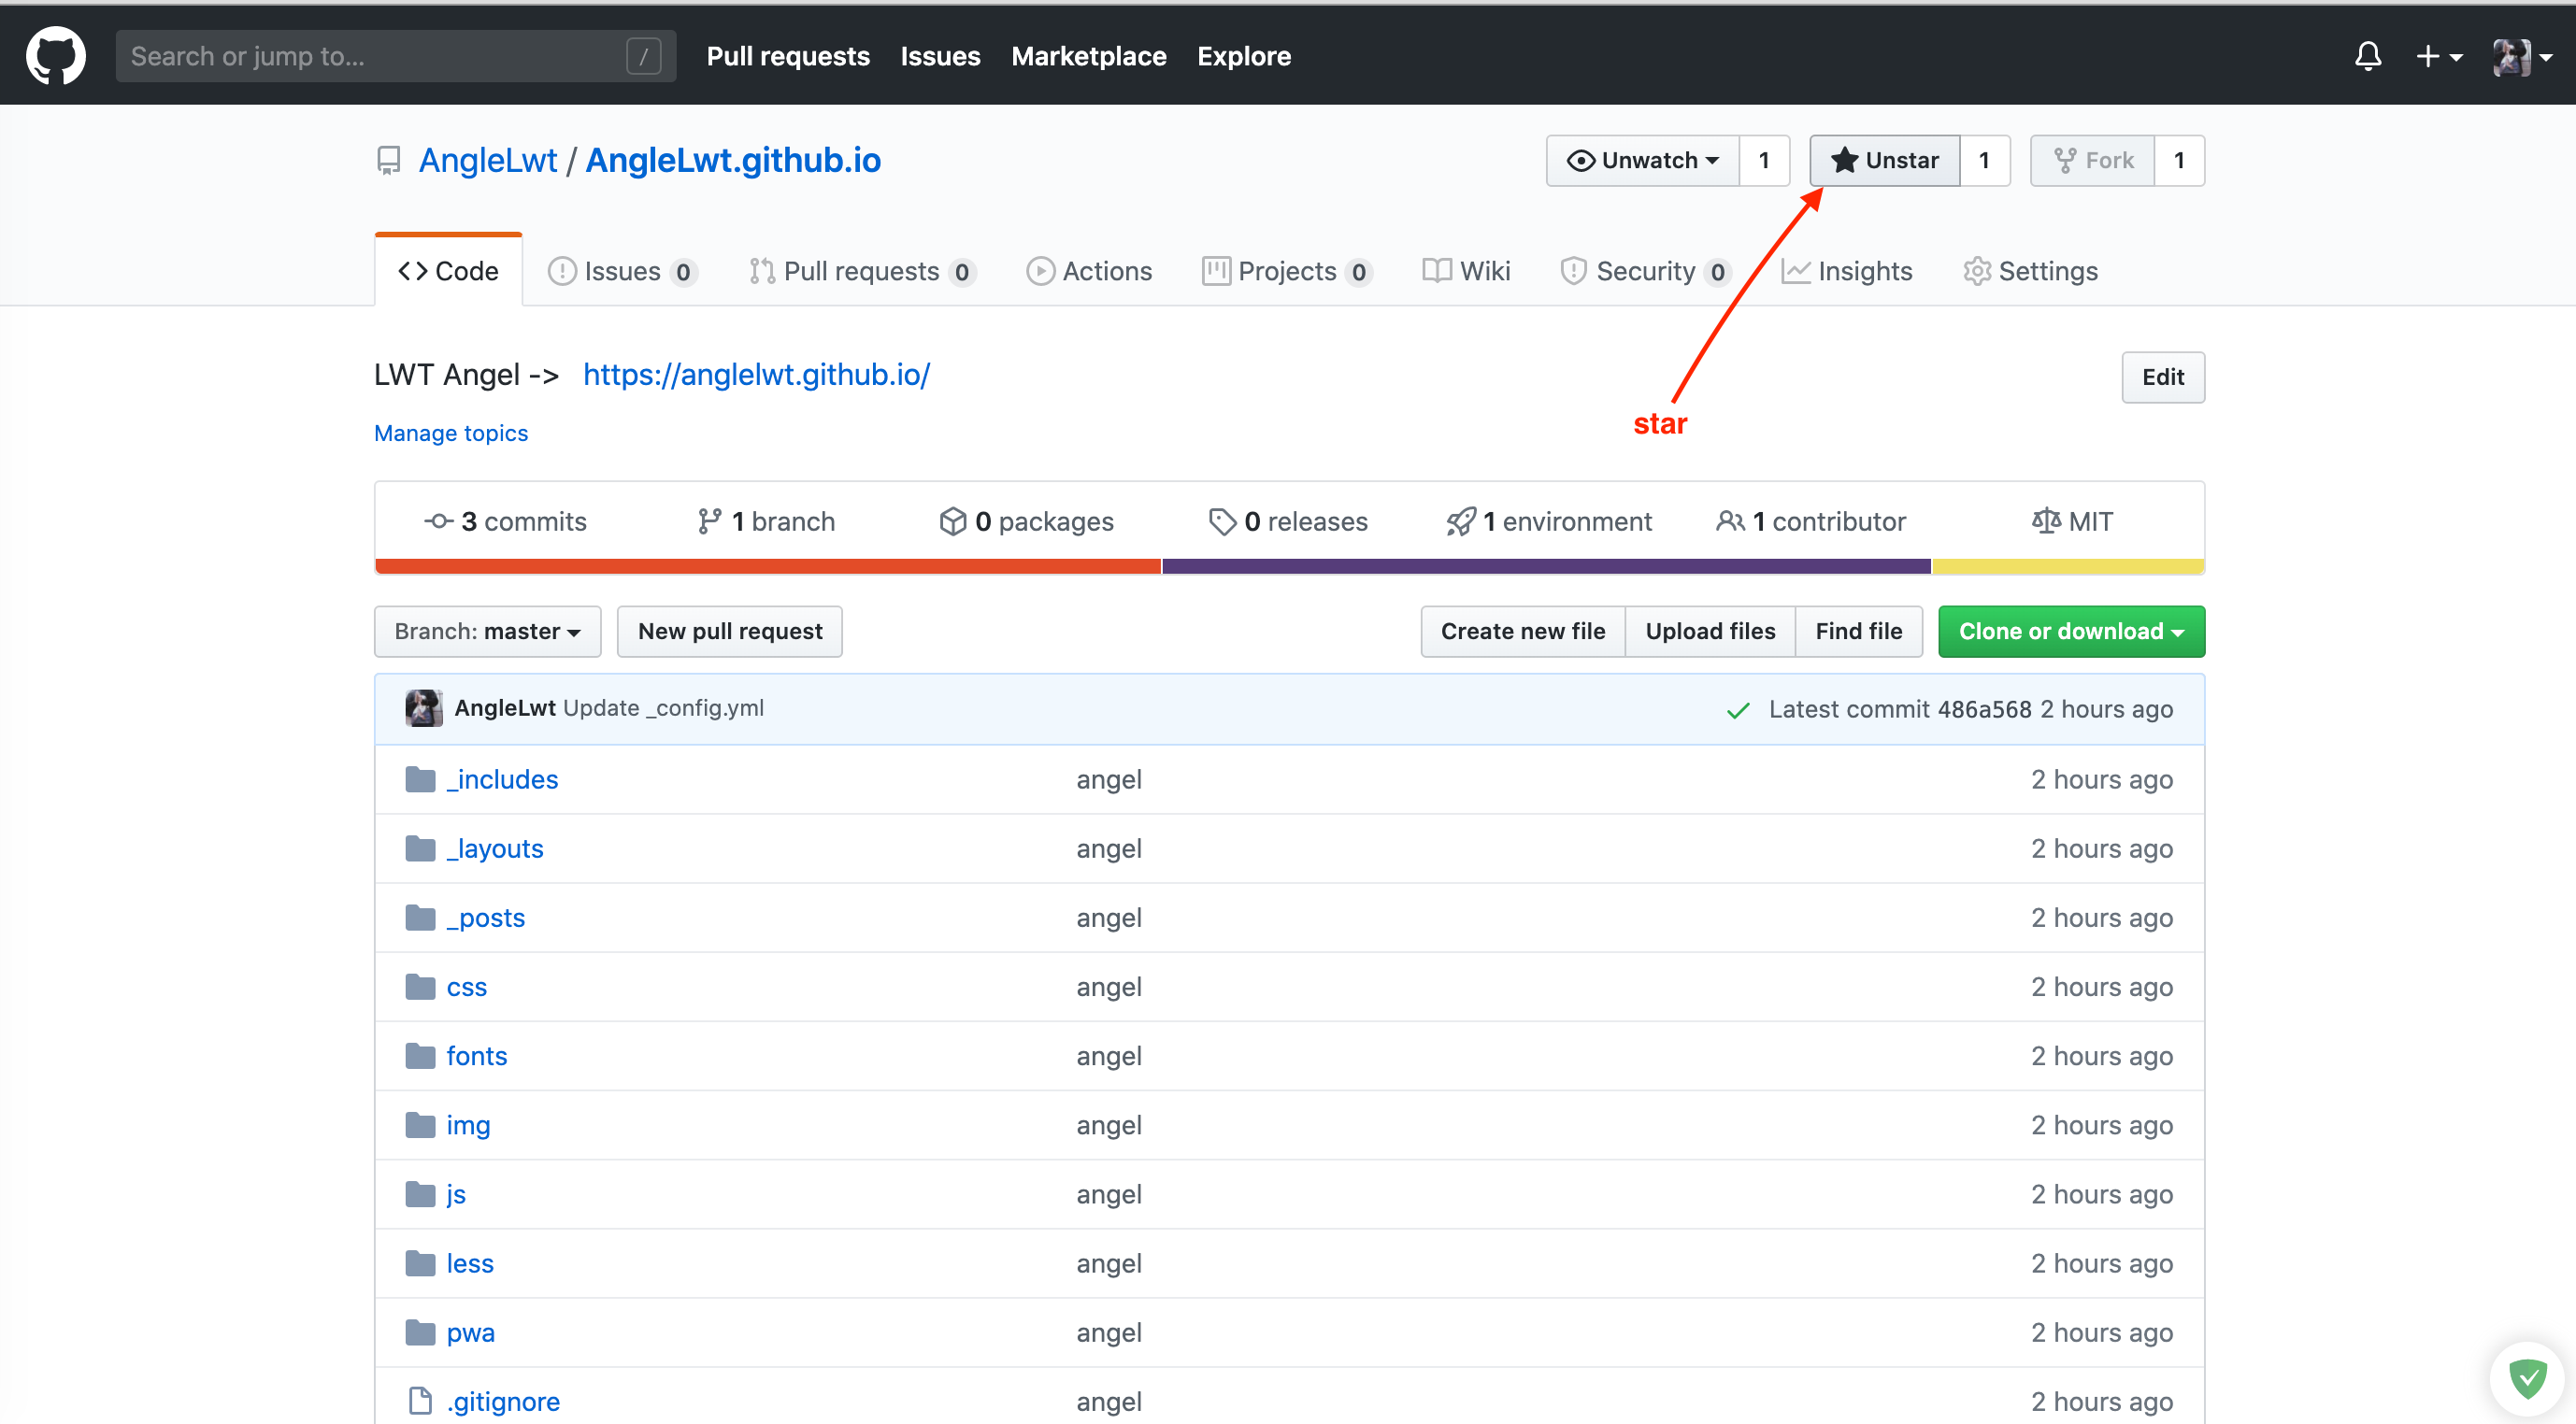 Search or jump to... / Pull requests Issues Marketplace Explore
AngleLwt / AngleLwt.github.io Unwatch 1 Unstar 1 Fork 1
Code Issues 0 Pull requests 0 Actions Projects 0 Wiki Security 0 Insights Settings
LWT Angel -> https://anglelwt.github.io/ Edit
star
Manage topics
3 commits 1 branch 0 packages 0 releases 1 environment 1 contributor MIT
Branch: master New pull request Create new file Upload files Find file Clone or download
AngleLwt Update _config.yml Latest commit 486a568 2 hours ago
_includes angel 2 hours ago
_layouts angel 2 hours ago
_posts angel 2 hours ago
css angel 2 hours ago
fonts angel 2 hours ago
img angel 2 hours ago
js angel 2 hours ago
less angel 2 hours ago
pwa angel 2 hours ago
.gitignore angel 2 hours ago